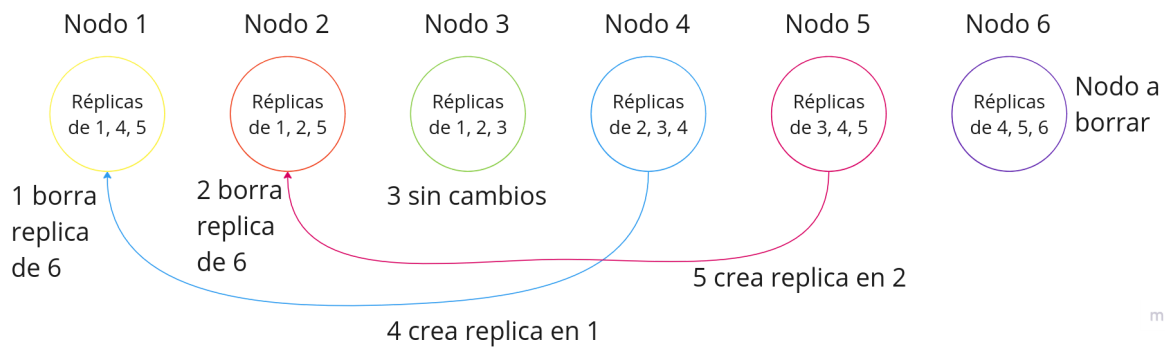 Nodo 1
Nodo 2
Nodo 3
Nodo 4
Nodo 5
Nodo 6
Réplicas
de 1, 4, 5
Réplicas
de 1, 2, 5
Réplicas
de 1, 2, 3
Réplicas
de 2, 3, 4
Réplicas
de 3, 4, 5
Réplicas
de 4, 5, 6
Nodo a
borrar
1 borra
replica
de 6
2 borra
replica
de 6
3 sin cambios
5 crea replica en 2
4 crea replica en 1
m